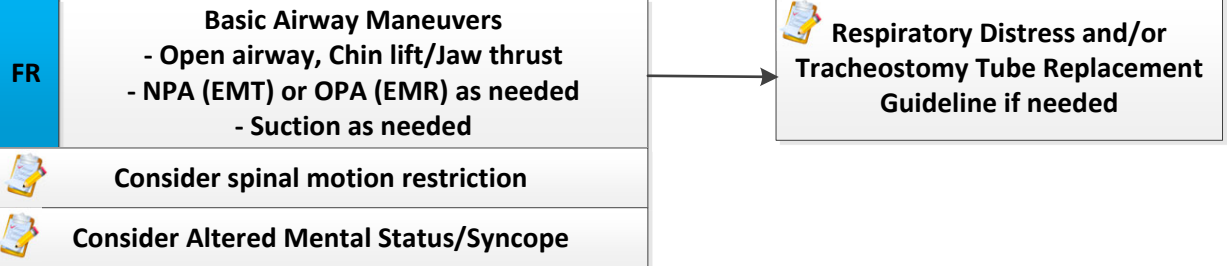 FR
Basic Airway Maneuvers
- Open airway, Chin lift/Jaw thrust
- NPA (EMT) or OPA (EMR) as needed
- Suction as needed
Respiratory Distress and/or
Tracheostomy Tube Replacement
Guideline if needed
Consider spinal motion restriction
Consider Altered Mental Status/Syncope